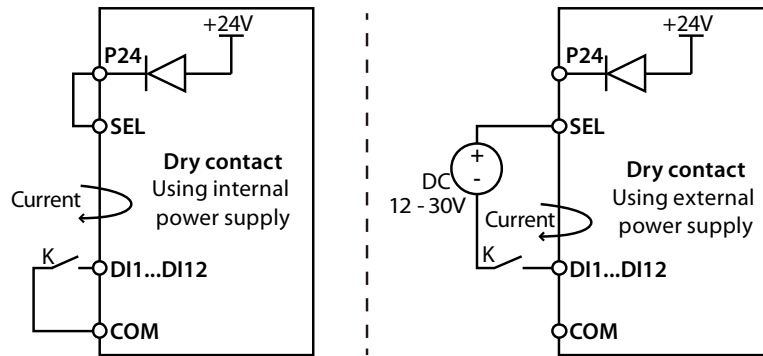 +24V
P24
SEL
Dry contact
Using internal
power supply
Current
K
DI1...DI12
COM
+24V
P24
SEL
+
-
DC
12 - 30V
Dry contact
Using external
power supply
Current
K
DI1...DI12
COM